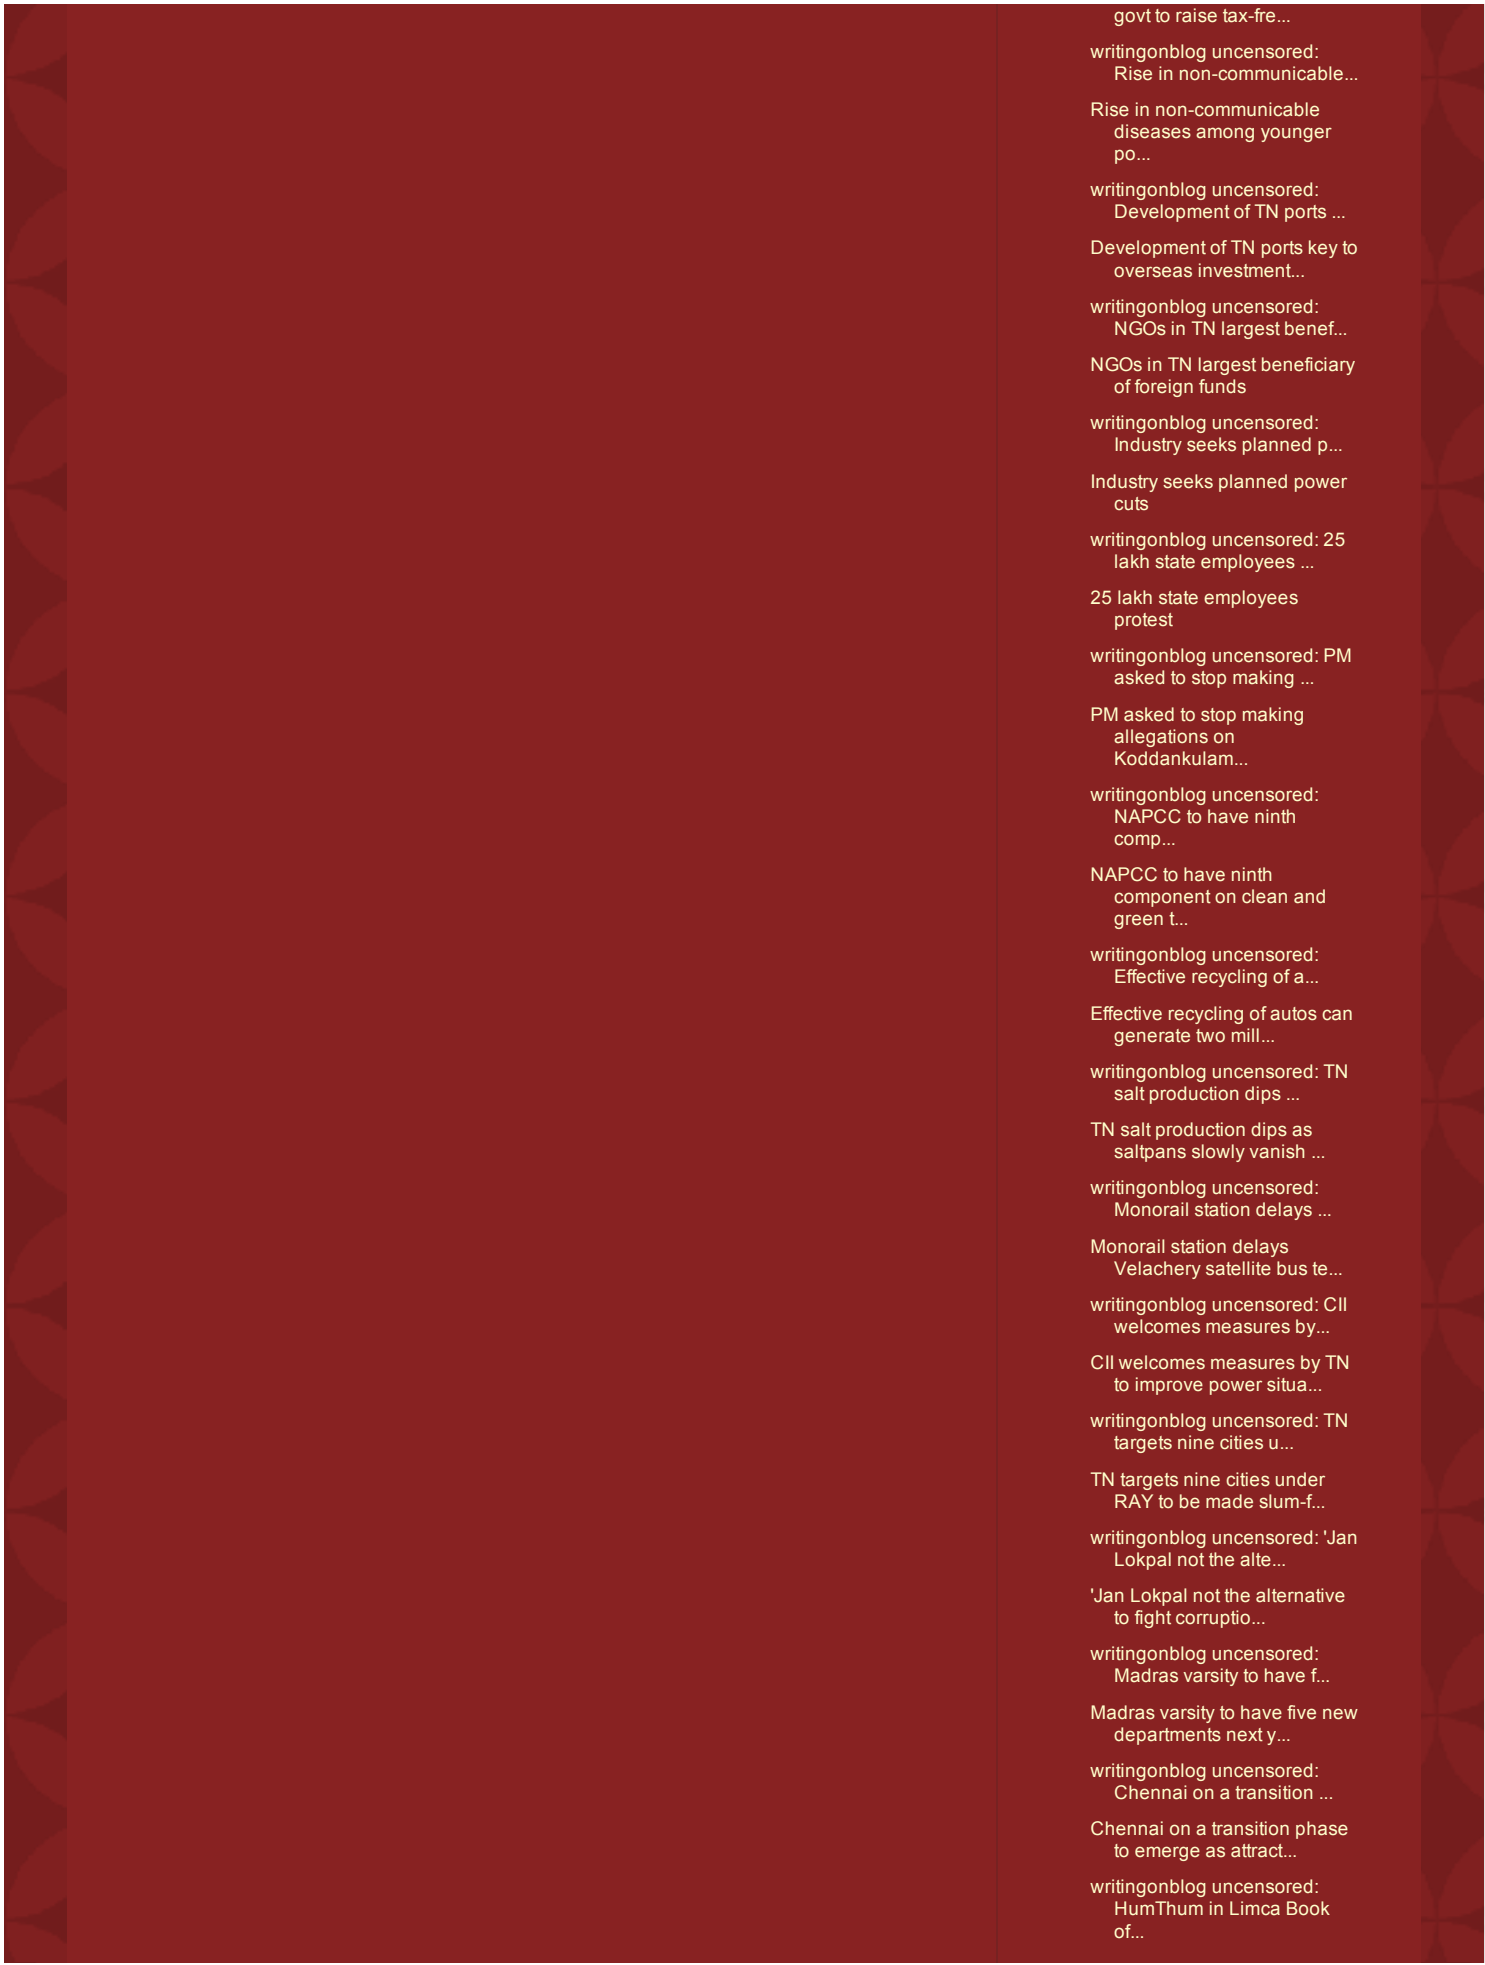 govt to raise tax-fre...
writingonblog uncensored:
Rise in non-communicable...
Rise in non-communicable
diseases among younger
po...
writingonblog uncensored:
Development of TN ports ...
Development of TN ports key to
overseas investment...
writingonblog uncensored:
NGOs in TN largest benef...
NGOs in TN largest beneficiary
of foreign funds
writingonblog uncensored:
Industry seeks planned p...
Industry seeks planned power
cuts
writingonblog uncensored: 25
lakh state employees ...
25 lakh state employees
protest
writingonblog uncensored: PM
asked to stop making ...
PM asked to stop making
allegations on
Koddankulam...
writingonblog uncensored:
NAPCC to have ninth
comp...
NAPCC to have ninth
component on clean and
green t...
writingonblog uncensored:
Effective recycling of a...
Effective recycling of autos can
generate two mill...
writingonblog uncensored: TN
salt production dips ...
TN salt production dips as
saltpans slowly vanish ...
writingonblog uncensored:
Monorail station delays ...
Monorail station delays
Velachery satellite bus te...
writingonblog uncensored: CII
welcomes measures by...
CII welcomes measures by TN
to improve power situa...
writingonblog uncensored: TN
targets nine cities u...
TN targets nine cities under
RAY to be made slum-f...
writingonblog uncensored: 'Jan
Lokpal not the alte...
'Jan Lokpal not the alternative
to fight corruptio...
writingonblog uncensored:
Madras varsity to have f...
Madras varsity to have five new
departments next y...
writingonblog uncensored:
Chennai on a transition ...
Chennai on a transition phase
to emerge as attract...
writingonblog uncensored:
HumThum in Limca Book
of...